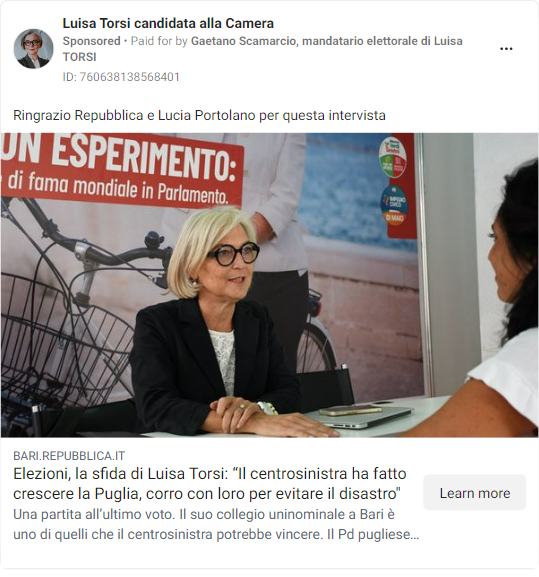 Luisa Torsi candidata alla Camera
Sponsored • Paid for by Gaetano Scamarcio, mandatario elettorale di Luisa
TORSI
ID: 760638138568401
Ringrazio Repubblica e Lucia Portolano per questa intervista
UN ESPERIMENTO:
di fama mondiale in Parlamento.
IMPEGNO
CIVICO
DI MAIO
BARI.REPUBBLICA.IT
Elezioni, la sfida di Luisa Torsi: “Il centrosinistra ha fatto
crescere la Puglia, corro con loro per evitare il disastro"
Una partita all’ultimo voto. Il suo collegio uninominale a Bari è
uno di quelli che il centrosinistra potrebbe vincere. Il Pd pugliese...
Learn more